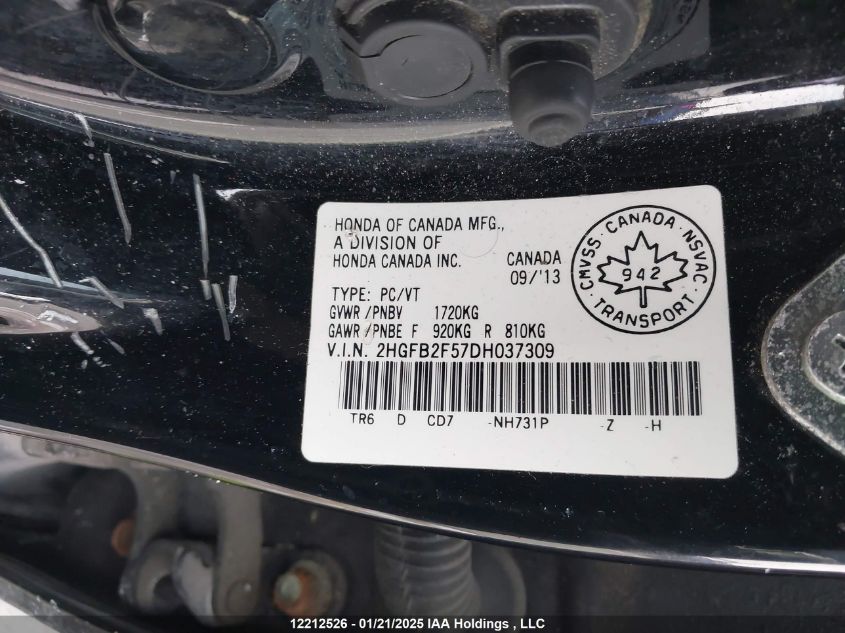 HONDA OF CANADA MFG.,
A DIVISION OF
HONDA CANADA INC.
CANADA
09/'13
TYPE: PC/VT
GVWR/PNBV 1720KG
GAWR/PNBE F 920KG R 810KG
V.I.N. 2HGFB2F57DH037309
TR6 D CD7 -NH731P -Z -H
CMVSS · CANADA · NSVAC
942
- TRANSPORT -
12212526 - 01/21/2025 IAA Holdings , LLC